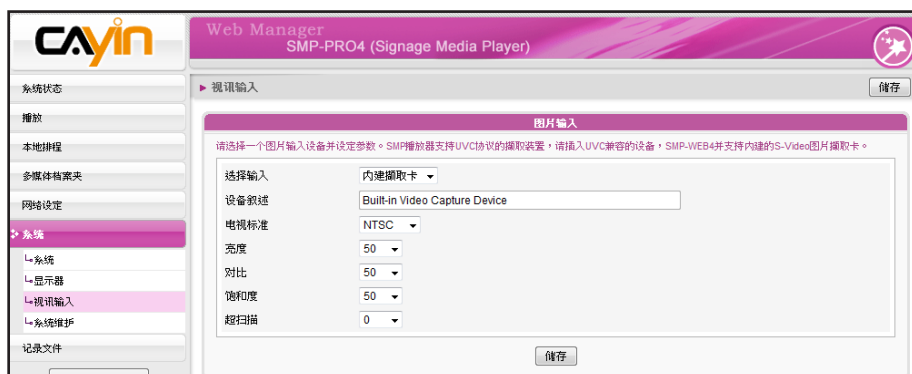 CAYIN
Web Manager
SMP-PRO4 (Signage Media Player)
系统状态
播放
本地排程
多媒体档案夹
网络设定
系统
系统
显示器
视讯输入
系统维护
记录文件
视讯输入
储存
图片输入
请选择一个图片输入设备并设定参数。SMP播放器支持UVC协议的撷取装置,请插入UVC兼容的设备,SMP-WEB4并支持内建的S-Video图片撷取卡。
选择输入 内建撷取卡
设备叙述 Built-in Video Capture Device
电视标准 NTSC
亮度 50
对比 50
饱和度 50
超扫描 0
储存